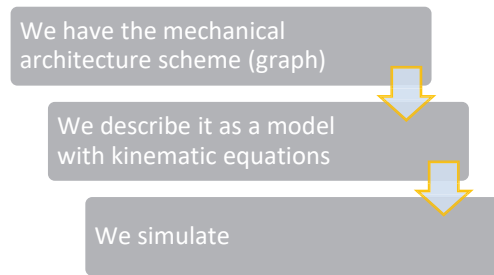 We have the mechanical
architecture scheme (graph)
We describe it as a model
with kinematic equations
We simulate